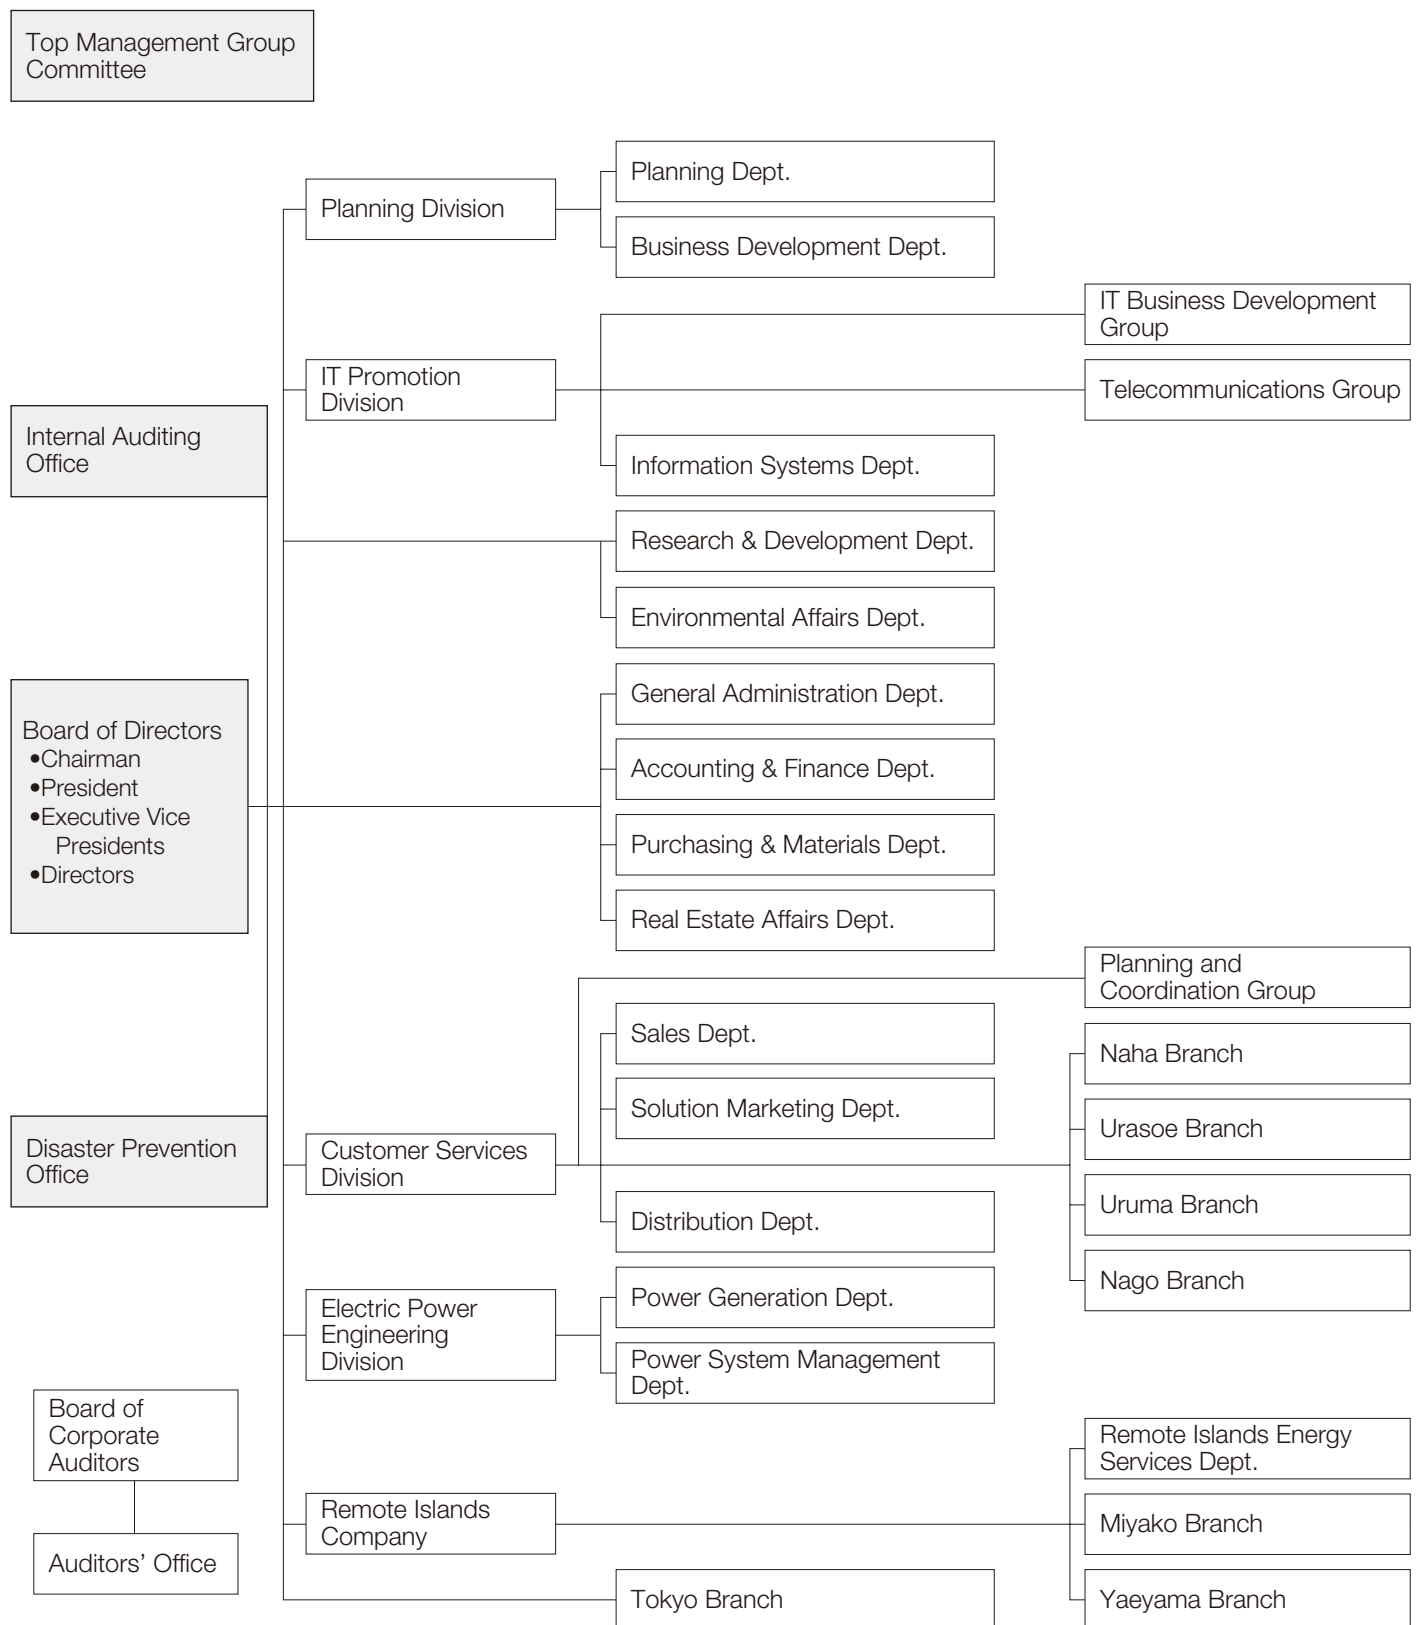 Top Management Group
Committee
Planning Division
Planning Dept.
Business Development Dept.
IT Promotion
Division
IT Business Development
Group
Telecommunications Group
Information Systems Dept.
Internal Auditing
Office
Research & Development Dept.
Environmental Affairs Dept.
Board of Directors
•Chairman
•President
•Executive Vice
Presidents
•Directors
General Administration Dept.
Accounting & Finance Dept.
Purchasing & Materials Dept.
Real Estate Affairs Dept.
Disaster Prevention
Office
Customer Services
Division
Planning and
Coordination Group
Sales Dept.
Solution Marketing Dept.
Distribution Dept.
Naha Branch
Urasoe Branch
Uruma Branch
Nago Branch
Electric Power
Engineering
Division
Power Generation Dept.
Power System Management
Dept.
Board of
Corporate
Auditors
Auditors’ Office
Remote Islands
Company
Remote Islands Energy
Services Dept.
Miyako Branch
Yaeyama Branch
Tokyo Branch